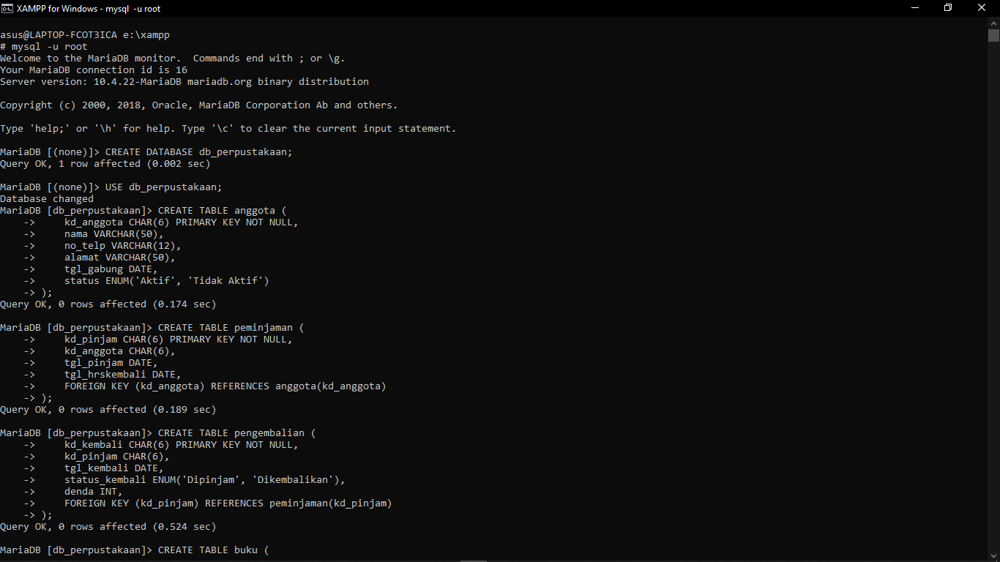 XAMPP for Windows - mysql  -u root
asus@LAPTOP-FCOT3ICA e:\xampp
# mysql -u root
Welcome to the MariaDB monitor.  Commands end with ; or \g.
Your MariaDB connection id is 16
Server version: 10.4.22-MariaDB mariadb.org binary distribution
Copyright (c) 2000, 2018, Oracle, MariaDB Corporation Ab and others.
Type 'help;' or '\h' for help. Type '\c' to clear the current input statement.
MariaDB [(none)]> CREATE DATABASE db_perpustakaan;
Query OK, 1 row affected (0.002 sec)
MariaDB [(none)]> USE db_perpustakaan;
Database changed
MariaDB [db_perpustakaan]> CREATE TABLE anggota (
    ->     kd_anggota CHAR(6) PRIMARY KEY NOT NULL,
    ->     nama VARCHAR(50),
    ->     no_telp VARCHAR(12),
    ->     alamat VARCHAR(50),
    ->     tgl_gabung DATE,
    ->     status ENUM('Aktif', 'Tidak Aktif')
    -> );
Query OK, 0 rows affected (0.174 sec)
MariaDB [db_perpustakaan]> CREATE TABLE peminjaman (
    ->     kd_pinjam CHAR(6) PRIMARY KEY NOT NULL,
    ->     kd_anggota CHAR(6),
    ->     tgl_pinjam DATE,
    ->     tgl_hrskembali DATE,
    ->     FOREIGN KEY (kd_anggota) REFERENCES anggota(kd_anggota)
    -> );
Query OK, 0 rows affected (0.189 sec)
MariaDB [db_perpustakaan]> CREATE TABLE pengembalian (
    ->     kd_kembali CHAR(6) PRIMARY KEY NOT NULL,
    ->     kd_pinjam CHAR(6),
    ->     tgl_kembali DATE,
    ->     status_kembali ENUM('Dipinjam', 'Dikembalikan'),
    ->     denda INT,
    ->     FOREIGN KEY (kd_pinjam) REFERENCES peminjaman(kd_pinjam)
    -> );
Query OK, 0 rows affected (0.524 sec)
MariaDB [db_perpustakaan]> CREATE TABLE buku (